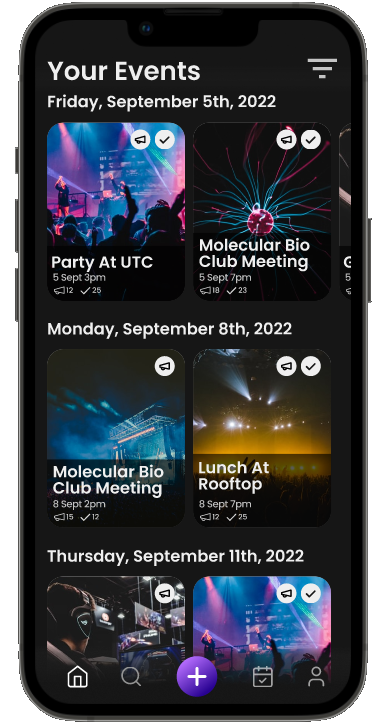 Your Events
Friday, September 5th, 2022
Party At UTC
5 Sept 3pm
12 26
Molecular Bio
Club Meeting
5 Sept 7pm
18 23
G
5
Monday, September 8th, 2022
Molecular Bio
Club Meeting
8 Sept 2pm
15 12
Lunch At
Rooftop
8 Sept 7pm
12 25
Thursday, September 11th, 2022